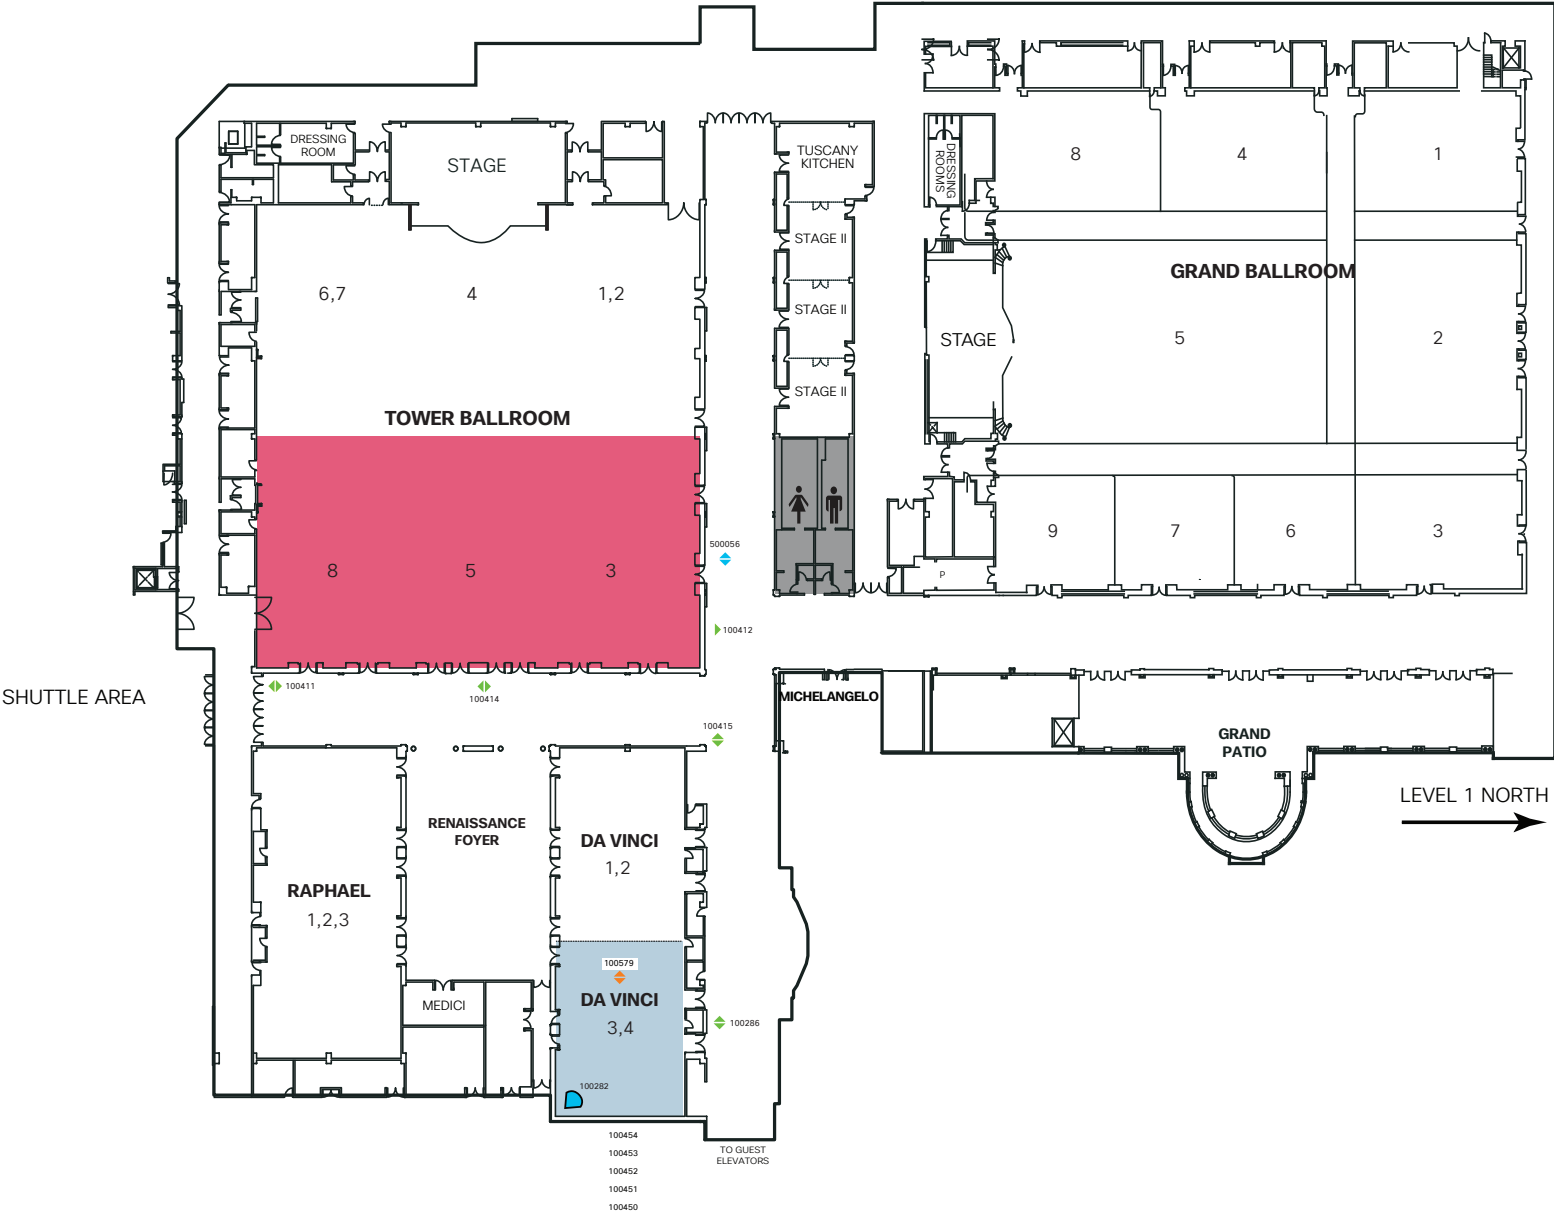 DRESSING
ROOM
STAGE
TUSCANY
KITCHEN
DRESSING
ROOMS
8
4
1
STAGE II
6,7
4
1,2
GRAND BALLROOM
STAGE II
STAGE
5
2
STAGE II
TOWER BALLROOM
500056
9
7
6
3
8
5
3
P
100412
100411
100414
SHUTTLE AREA
MICHELANGELO
100415
GRAND
PATIO
LEVEL 1 NORTH
RENAISSANCE
FOYER
DA VINCI
1,2
RAPHAEL
1,2,3
100579
DA VINCI
3,4
MEDICI
100286
100282
100454
100453
100452
100451
100450
TO GUEST
ELEVATORS